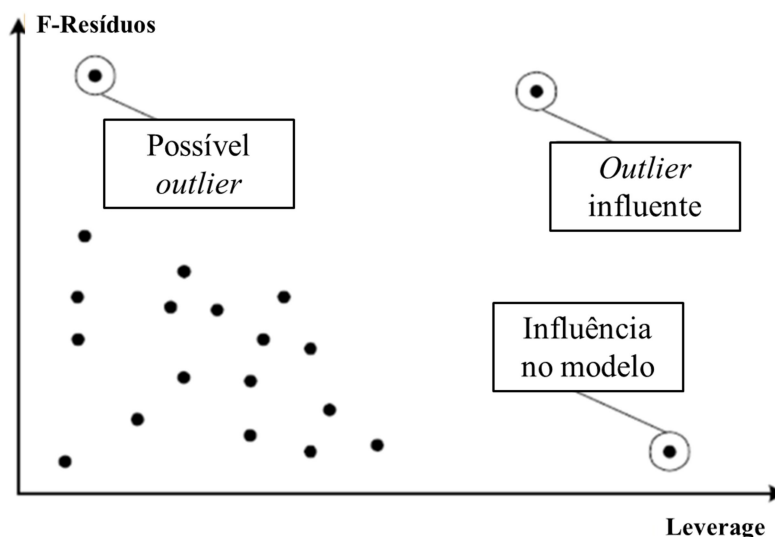 F-Resíduos
Possível
outlier
Outlier
influente
Influência
no modelo
Leverage